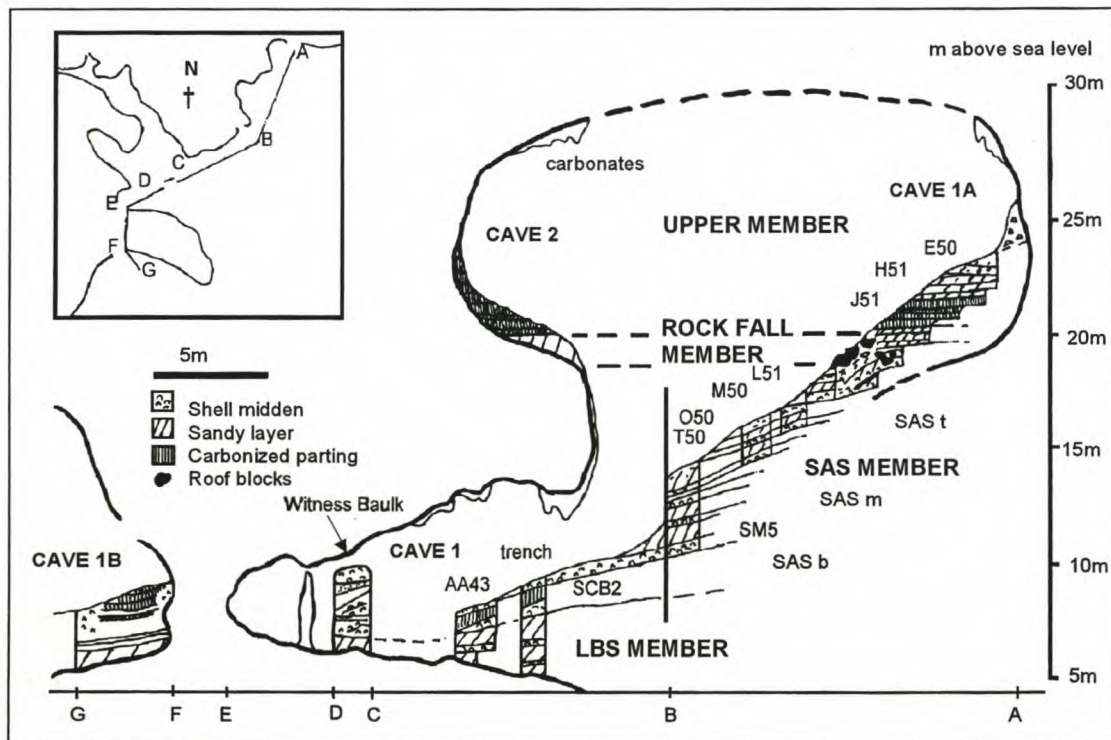 N
A
B
C
D
E
F
G
m above sea level
30m
25m
20m
15m
10m
5m
carbonates
CAVE 1A
CAVE 2
UPPER MEMBER
E50
H51
J51
ROCK FALL
MEMBER
L51
M50
O50
T50
SAS t
SAS MEMBER
SAS m
SM5
SAS b
5m
Shell midden
Sandy layer
Carbonized parting
Roof blocks
Witness Baulk
CAVE 1B
CAVE 1
trench
AA43
SCB2
LBS MEMBER
G F E D C B A